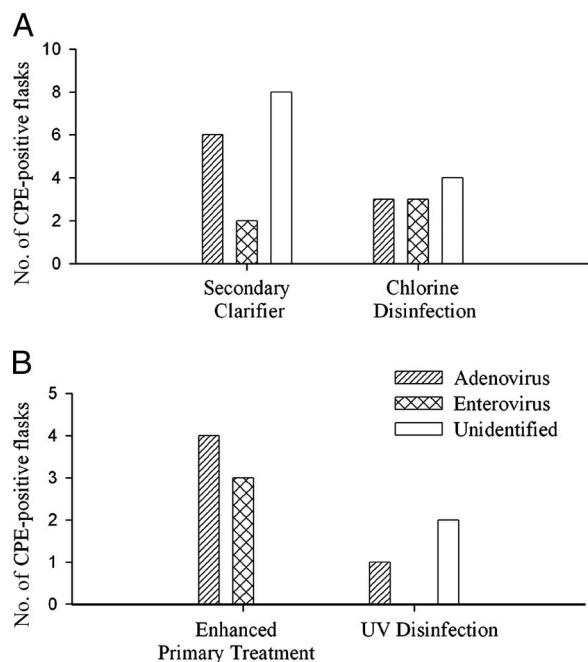 A
No. of CPE-positive flasks
10
8
6
4
2
0
Secondary
Clarifier
Chlorine
Disinfection
B
No. of CPE-positive flasks
5
4
3
2
1
0
Adenovirus
Enterovirus
Unidentified
Enhanced
Primary Treatment
UV Disinfection